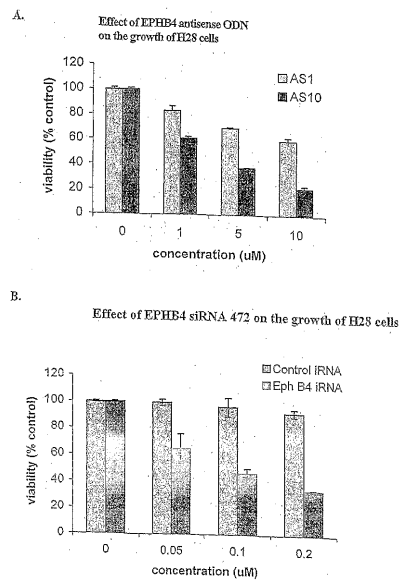 A.
Effect of EPHB4 antisense ODN
on the growth of H28 cells
AS1
AS10
viability (% control)
120
100
80
60
40
20
0
0 1 5 10
concentration (uM)
B.
Effect of EPHB4 siRNA 472 on the growth of H28 cells
Control iRNA
Eph B4 iRNA
viability (% control)
120
100
80
60
40
20
0
0 0.05 0.1 0.2
concentration (uM)